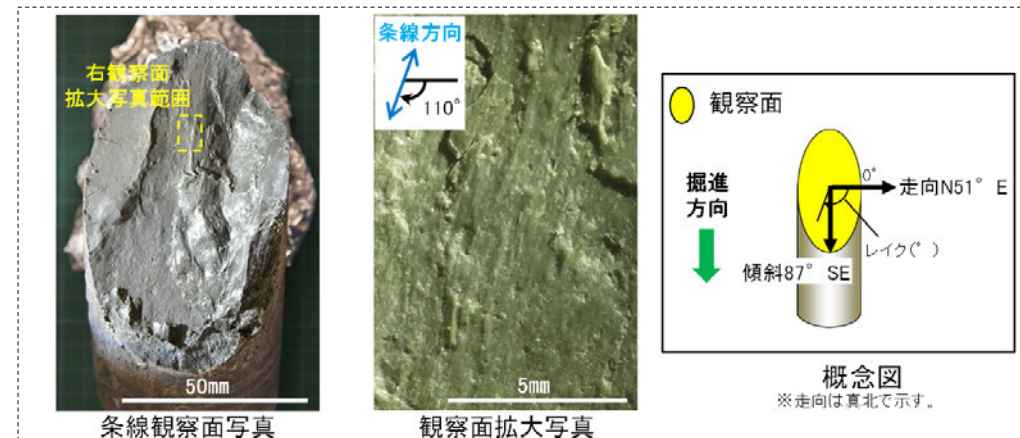 右観察面
拡大写真範囲
50mm
条線観察面写真
条線方向
110°
5mm
観察面拡大写真
観察面
掘進
方向
0°
走向N51° E
レイク(°)
傾斜87° SE
概念図
※走向は真北で示す。